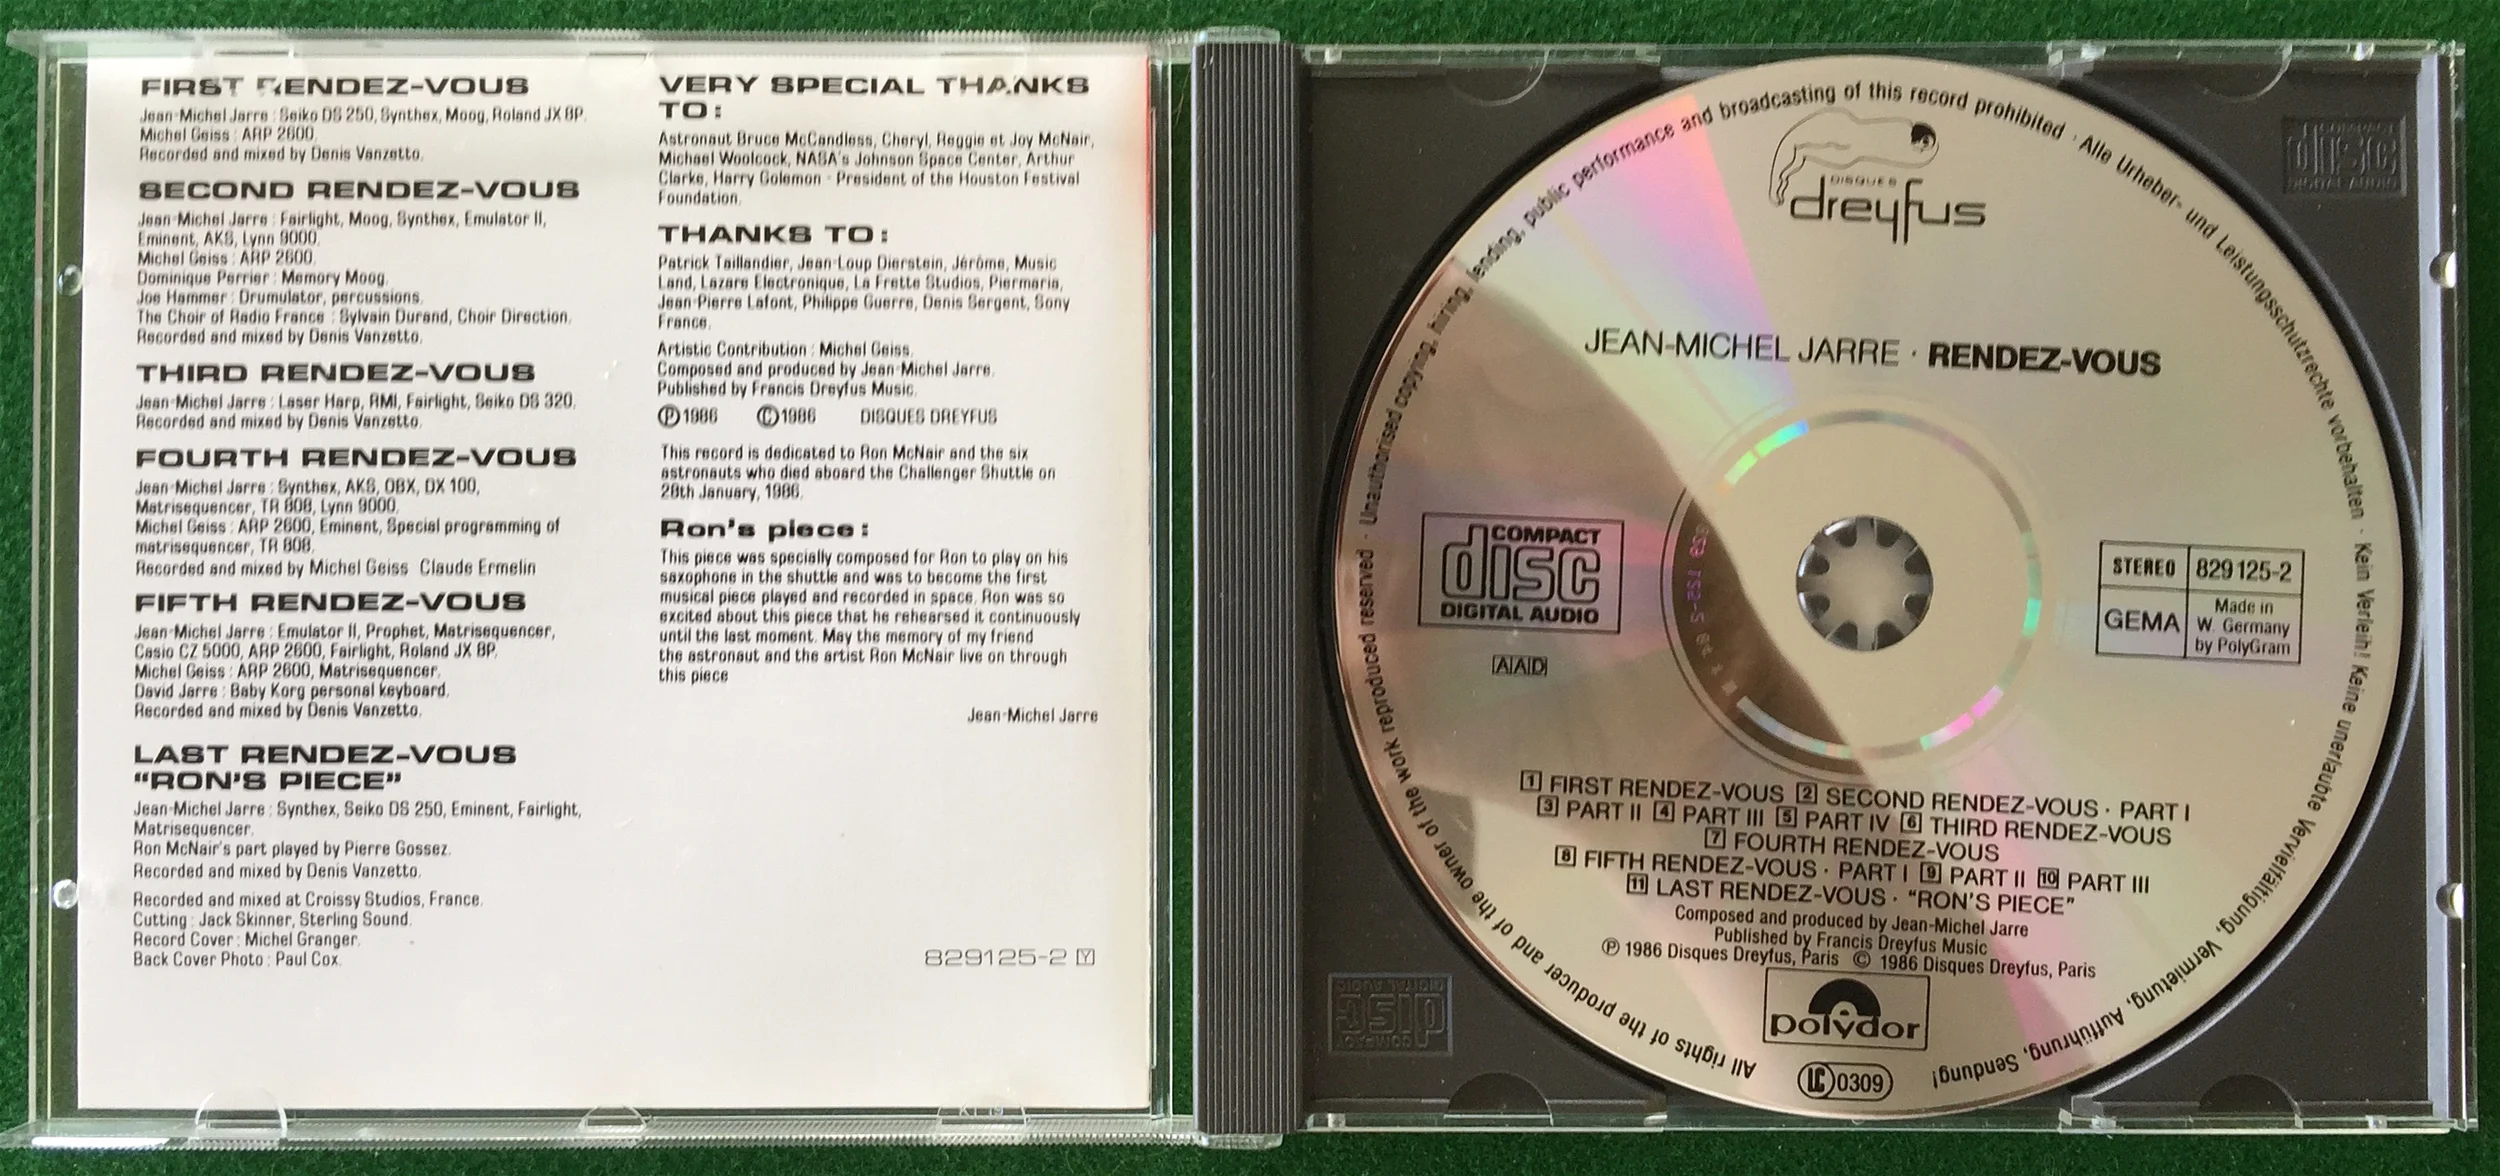 FIRST RENDEZ-VOUS
Jean-Michel Jarre : Seiko DS 250, Synthex, Moog, Roland JX 8P.
Michel Geiss : ARP 2600.
Recorded and mixed by Denis Vanzetto.
SECOND RENDEZ-VOUS
Jean-Michel Jarre : Fairlight, Moog, Synthex, Emulator II,
Eminent, AKS, Lynn 9000.
Michel Geiss : ARP 2600.
Dominique Perrier : Memory Moog.
Joe Hammer : Drumulator, percussions.
The Choir of Radio France : Sylvain Durand, Choir Direction.
Recorded and mixed by Denis Vanzetto.
THIRD RENDEZ-VOUS
Jean-Michel Jarre : Laser Harp, RMI, Fairlight, Seiko DS 320.
Recorded and mixed by Denis Vanzetto.
FOURTH RENDEZ-VOUS
Jean-Michel Jarre : Synthex, AKS, OBX, DX 100,
Matrisequencer, TR 808, Lynn 9000.
Michel Geiss : ARP 2600, Eminent, Special programming of
matrisequencer, TR 808.
Recorded and mixed by Michel Geiss Claude Ermelin
FIFTH RENDEZ-VOUS
Jean-Michel Jarre : Emulator II, Prophet, Matrisequencer,
Casio CZ 5000, ARP 2600, Fairlight, Roland JX 8P.
Michel Geiss : ARP 2600, Matrisequencer.
David Jarre : Baby Korg personal keyboard.
Recorded and mixed by Denis Vanzetto.
LAST RENDEZ-VOUS
"RON'S PIECE"
Jean-Michel Jarre : Synthex, Seiko DS 250, Eminent, Fairlight,
Matrisequencer.
Ron McNair's part played by Pierre Gossez.
Recorded and mixed by Denis Vanzetto.
Recorded and mixed at Croissy Studios, France.
Cutting : Jack Skinner, Sterling Sound.
Record Cover : Michel Granger.
Back Cover Photo : Paul Cox.
VERY SPECIAL THANKS
TO :
Astronaut Bruce McCandless, Cheryl, Reggie et Joy McNair,
Michael Woolcock, NASA's Johnson Space Center, Arthur
Clarke, Harry Golemon - President of the Houston Festival
Foundation.
THANKS TO :
Patrick Taillandier, Jean-Loup Dierstein, Jérôme, Music
Land, Lazare Electronique, La Frette Studios, Piermaria,
Jean-Pierre Lafont, Philippe Guerre, Denis Sergent, Sony
France.
Artistic Contribution : Michel Geiss.
Composed and produced by Jean-Michel Jarre.
Published by Francis Dreyfus Music.
Ⓟ 1986 © 1986 DISQUES DREYFUS
This record is dedicated to Ron McNair and the six
astronauts who died aboard the Challenger Shuttle on
28th January, 1986.
Ron's piece :
This piece was specially composed for Ron to play on his
saxophone in the shuttle and was to become the first
musical piece played and recorded in space. Ron was so
excited about this piece that he rehearsed it continuously
until the last moment. May the memory of my friend
the astronaut and the artist Ron McNair live on through
this piece
Jean-Michel Jarre
829125-2 Y
All rights of the producer and of the owner of the work reproduced reserved · Unauthorised copying, hiring, lending, public performance and broadcasting of this record prohibited · Alle Urheber- und Leistungsschutzrechte vorbehalten · Kein Verleih! Keine unerlaubte Vervielfältigung, Vermietung, Aufführung, Sendung!
DISQUES
dreyfus
JEAN-MICHEL JARRE · RENDEZ-VOUS
COMPACT
disc
DIGITAL AUDIO
AAD
STEREO 829 125-2
GEMA Made in
W. Germany
by PolyGram
1 FIRST RENDEZ-VOUS 2 SECOND RENDEZ-VOUS · PART I
3 PART II 4 PART III 5 PART IV 6 THIRD RENDEZ-VOUS
7 FOURTH RENDEZ-VOUS
8 FIFTH RENDEZ-VOUS · PART I 9 PART II 10 PART III
11 LAST RENDEZ-VOUS · "RON'S PIECE"
Composed and produced by Jean-Michel Jarre
Published by Francis Dreyfus Music
Ⓟ 1986 Disques Dreyfus, Paris © 1986 Disques Dreyfus, Paris
polydor
LC 0309
COMPACT
disc
DIGITAL AUDIO
COMPACT
disc
DIGITAL AUDIO